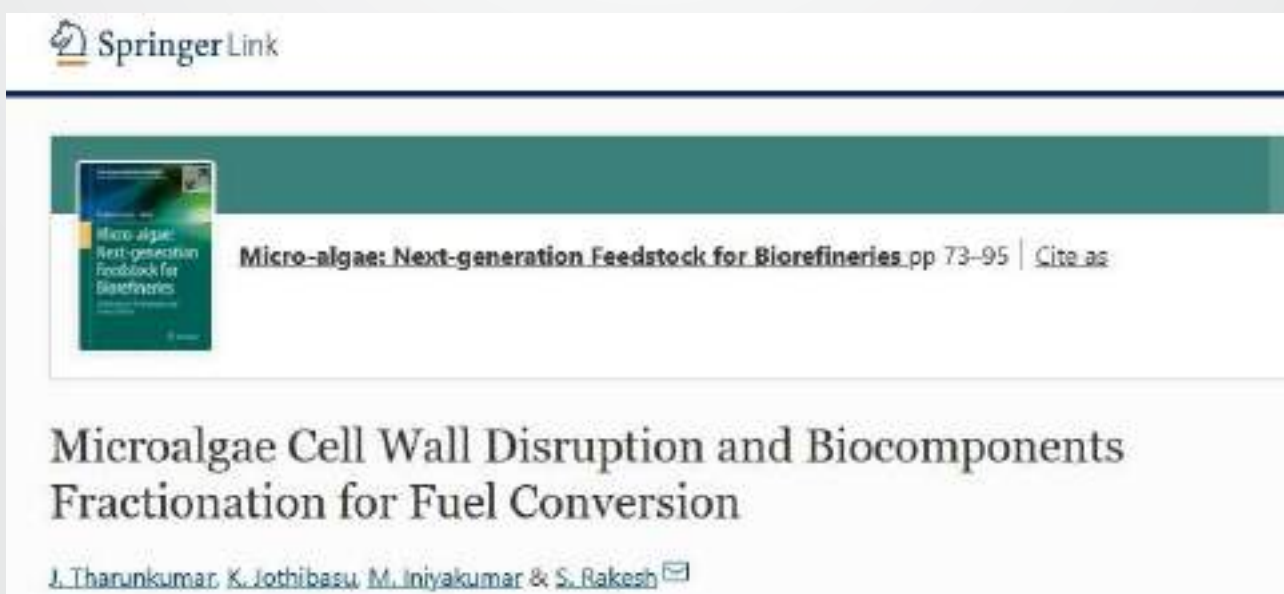 Springer Link
Micro-algae:
Next-generation
Feedstock for
Biorefineries
Micro-algae: Next-generation Feedstock for Biorefineries pp 73–95 | Cite as
Microalgae Cell Wall Disruption and Biocomponents
Fractionation for Fuel Conversion
J. Tharunkumar, K. Jothibasu, M. Iniyakumar & S. Rakesh